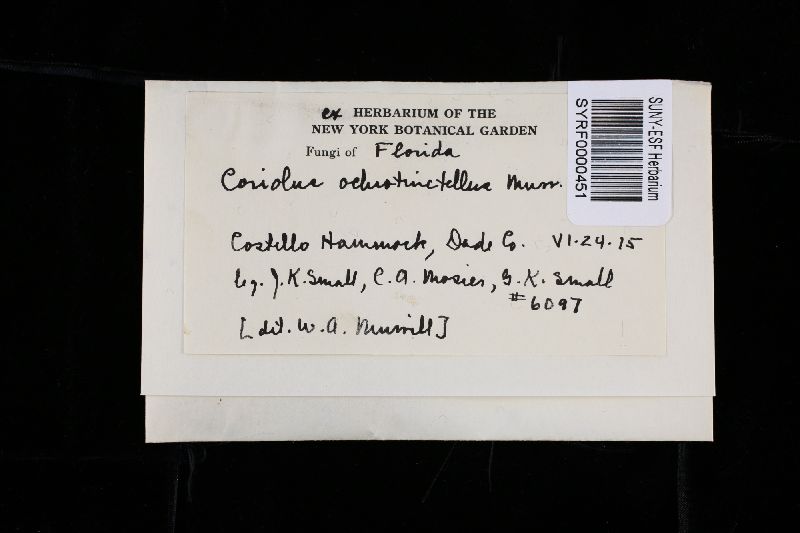 ex HERBARIUM OF THE
NEW YORK BOTANICAL GARDEN
Fungi of Florida
Coriolus ochrotinctellus Murr.
Costello Hammock, Dade Co. VI.24.15
leg. J.K. Small, C.A. Mosier, G.K. Small
#6097
[det. W.A. Murrill]
SUNY-ESF Herbarium
SYRF0000451